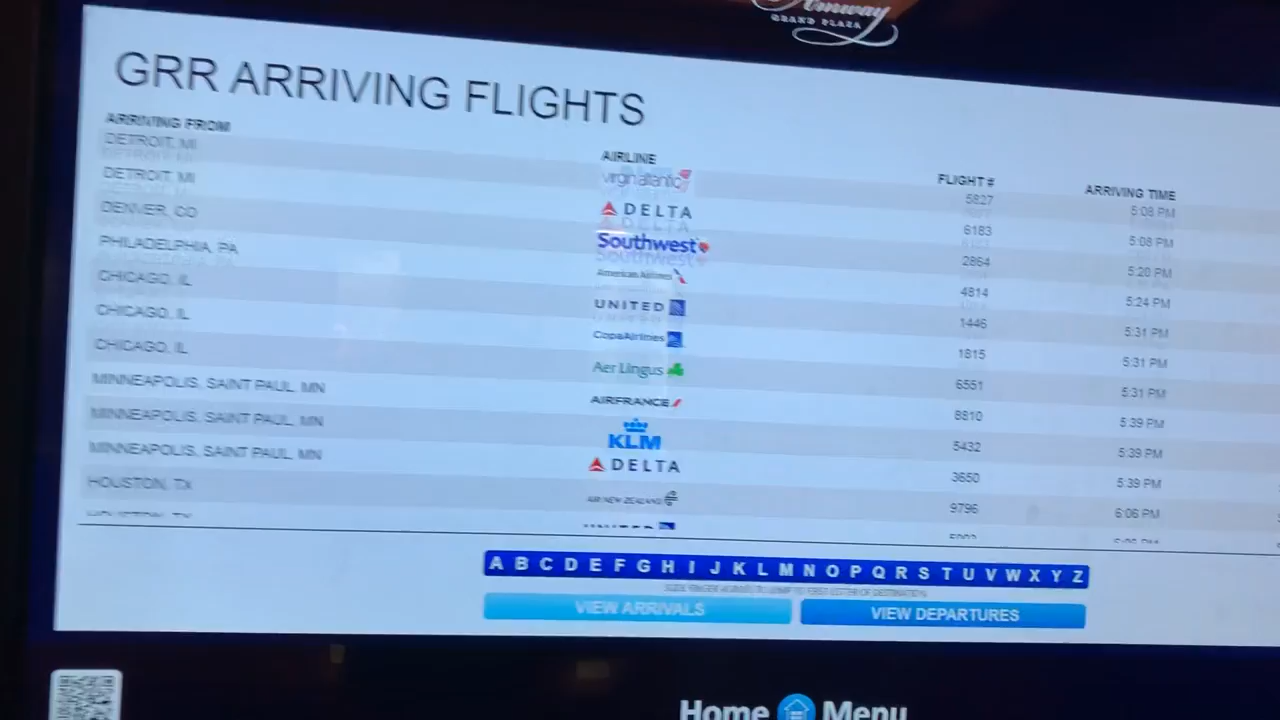 Amway
GRAND PLAZA
GRR ARRIVING FLIGHTS
ARRIVING FROM AIRLINE FLIGHT # ARRIVING TIME
DETROIT, MI virgin atlantic 5827 5:08 PM
DETROIT, MI DELTA 6183 5:08 PM
DENVER, CO Southwest 2864 5:20 PM
PHILADELPHIA, PA American Airlines 4814 5:24 PM
CHICAGO, IL UNITED 1446 5:31 PM
CHICAGO, IL CopaAirlines 1815 5:31 PM
CHICAGO, IL Aer Lingus 6551 5:31 PM
MINNEAPOLIS, SAINT PAUL, MN AIRFRANCE 8810 5:39 PM
MINNEAPOLIS, SAINT PAUL, MN KLM 5432 5:39 PM
MINNEAPOLIS, SAINT PAUL, MN DELTA 3650 5:39 PM
HOUSTON, TX AIR NEW ZEALAND 9796 6:06 PM
A B C D E F G H I J K L M N O P Q R S T U V W X Y Z
VIEW ARRIVALS VIEW DEPARTURES
Home Menu